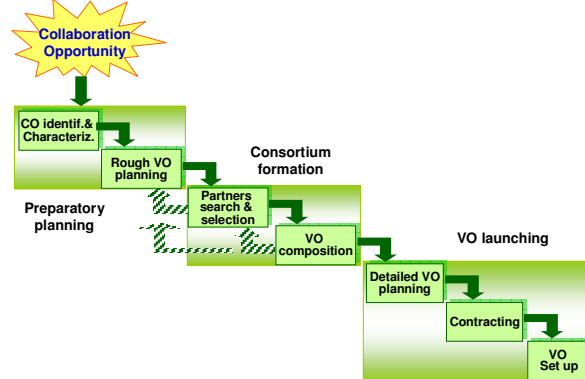 Collaboration
Opportunity
CO identif.&
Characteriz.
Rough VO
planning
Preparatory
planning
Consortium
formation
Partners
search &
selection
VO
composition
VO launching
Detailed VO
planning
Contracting
VO
Set up